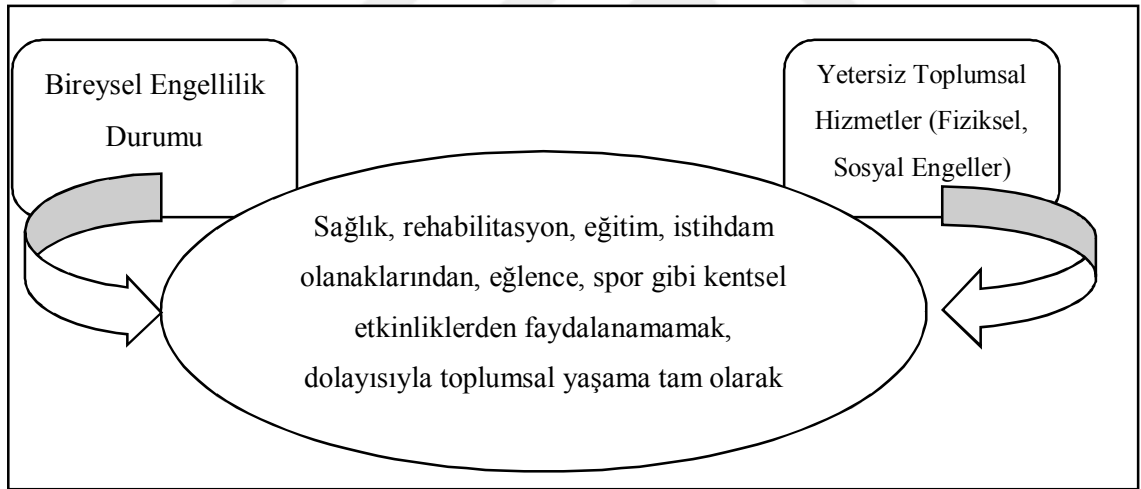 Bireysel Engellilik
Durumu
Yetersiz Toplumsal
Hizmetler (Fiziksel,
Sosyal Engeller)
Sağlık, rehabilitasyon, eğitim, istihdam
olanaklarından, eğlence, spor gibi kentsel
etkinliklerden faydalanamamak,
dolayısıyla toplumsal yaşama tam olarak